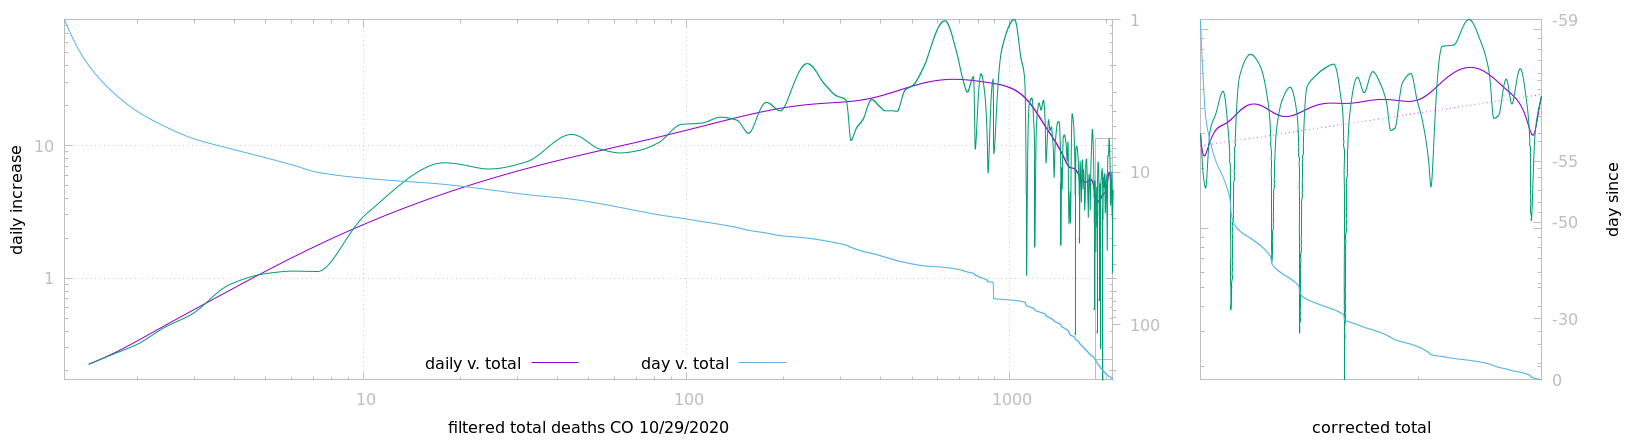 1
-59
10
10
-55
daily increase
-50
day since
1
100
-30
daily v. total
day v. total
0
10
100
1000
filtered total deaths CO 10/29/2020
corrected total